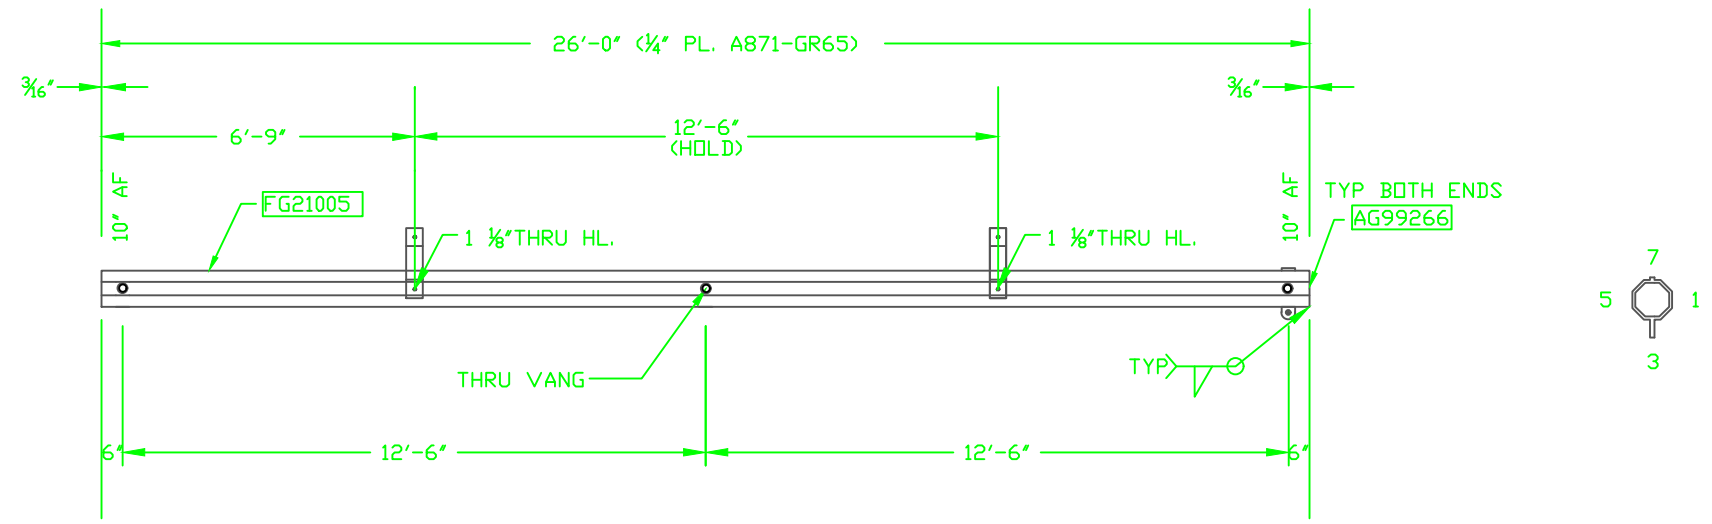 26'-0" (1/4" PL. A871-GR65)
3/16"
3/16"
6'-9"
12'-6"
(HOLD)
10" AF
10" AF
TYP BOTH ENDS
FG21005
AG99266
1 1/8"THRU HL.
1 1/8"THRU HL.
7
5
1
3
THRU VANG
TYP
6"
12'-6"
12'-6"
6"